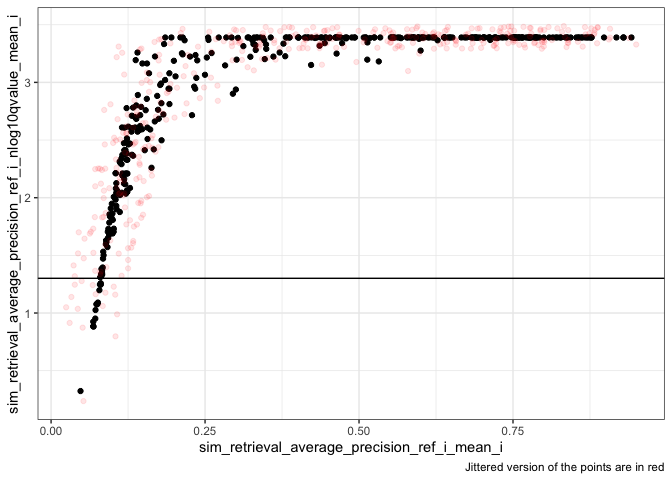 sim_retrieval_average_precision_ref_i_nlog10qvalue_mean_i
3
2
1
0.00
0.25
0.50
0.75
sim_retrieval_average_precision_ref_i_mean_i
Jittered version of the points are in red